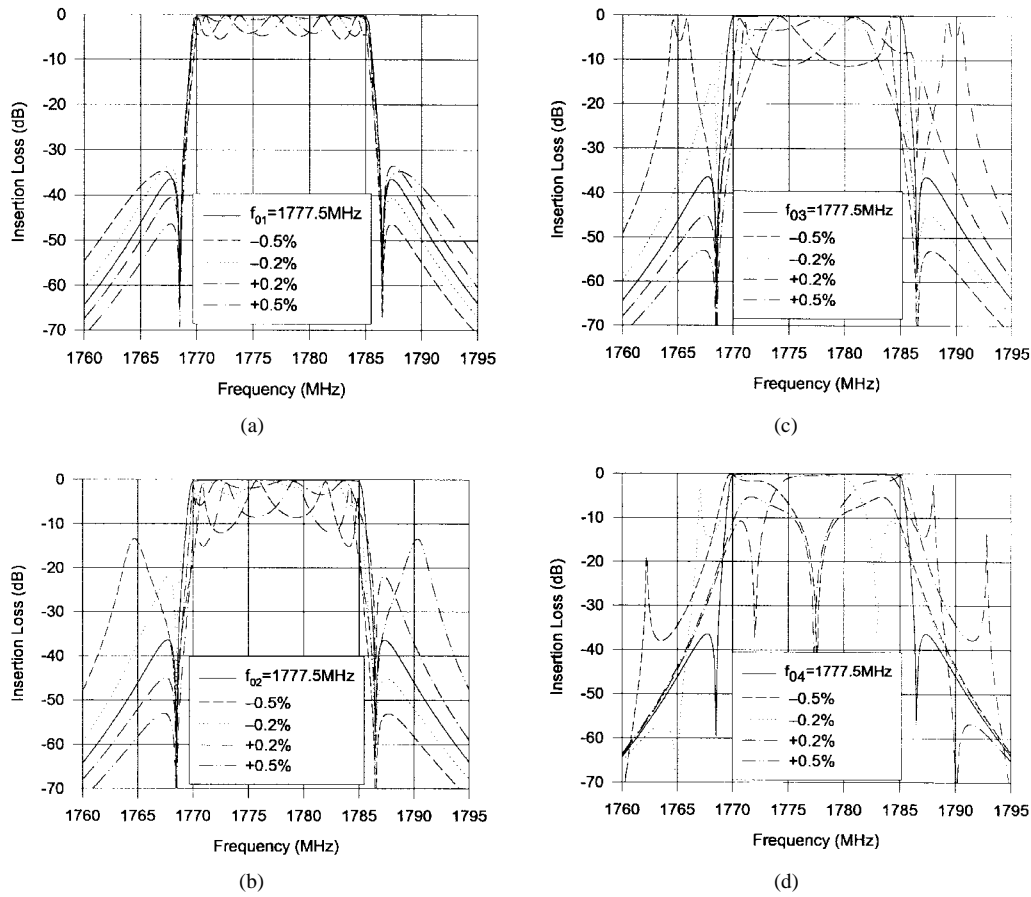 0
-10
-20
-30
-40
-50
-60
-70
Insertion Loss (dB)
f01=1777.5MHz
−0.5%
−0.2%
+0.2%
+0.5%
1760 1765 1770 1775 1780 1785 1790 1795
Frequency (MHz)
(a)
0
-10
-20
-30
-40
-50
-60
-70
Insertion Loss (dB)
f03=1777.5MHz
−0.5%
−0.2%
+0.2%
+0.5%
1760 1765 1770 1775 1780 1785 1790 1795
Frequency (MHz)
(c)
0
-10
-20
-30
-40
-50
-60
-70
Insertion Loss (dB)
f02=1777.5MHz
−0.5%
−0.2%
+0.2%
+0.5%
1760 1765 1770 1775 1780 1785 1790 1795
Frequency (MHz)
(b)
0
-10
-20
-30
-40
-50
-60
-70
Insertion Loss (dB)
f04=1777.5MHz
−0.5%
−0.2%
+0.2%
+0.5%
1760 1765 1770 1775 1780 1785 1790 1795
Frequency (MHz)
(d)